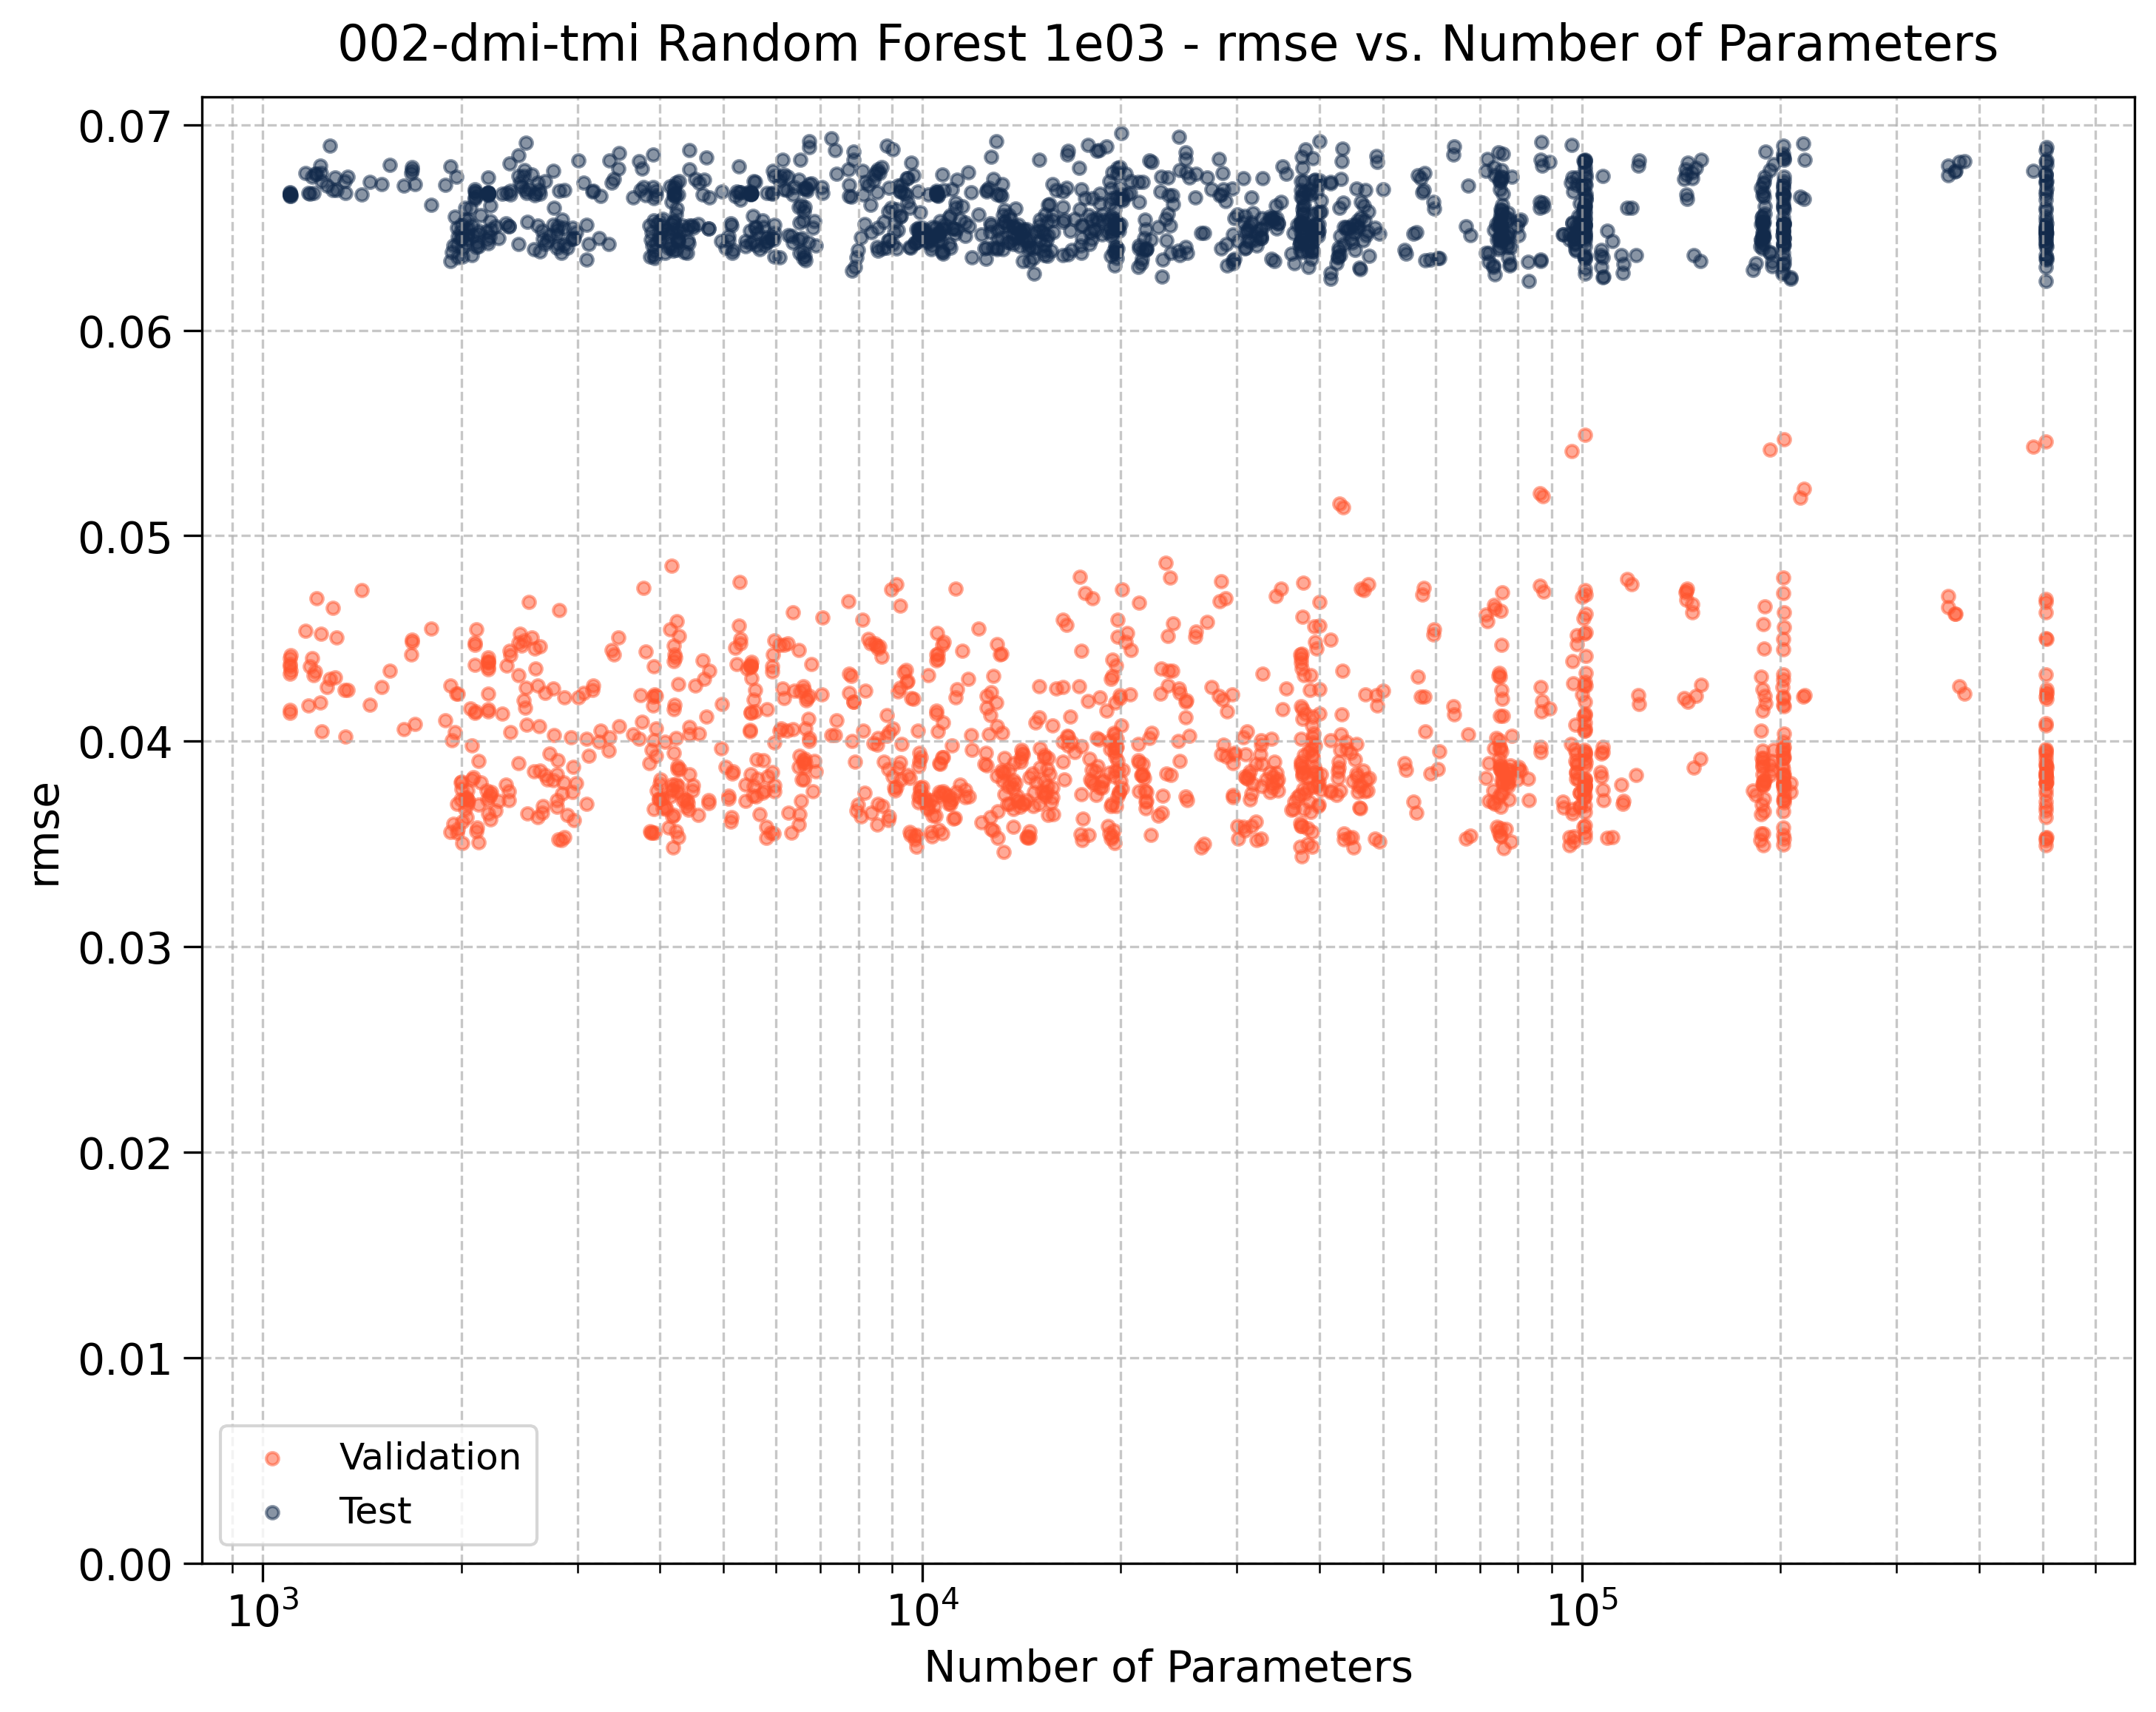 002-dmi-tmi Random Forest 1e03 - rmse vs. Number of Parameters
0.07
0.06
0.05
0.04
0.03
0.02
0.01
0.00
rmse
Validation
Test
10³ 10⁴ 10⁵
Number of Parameters